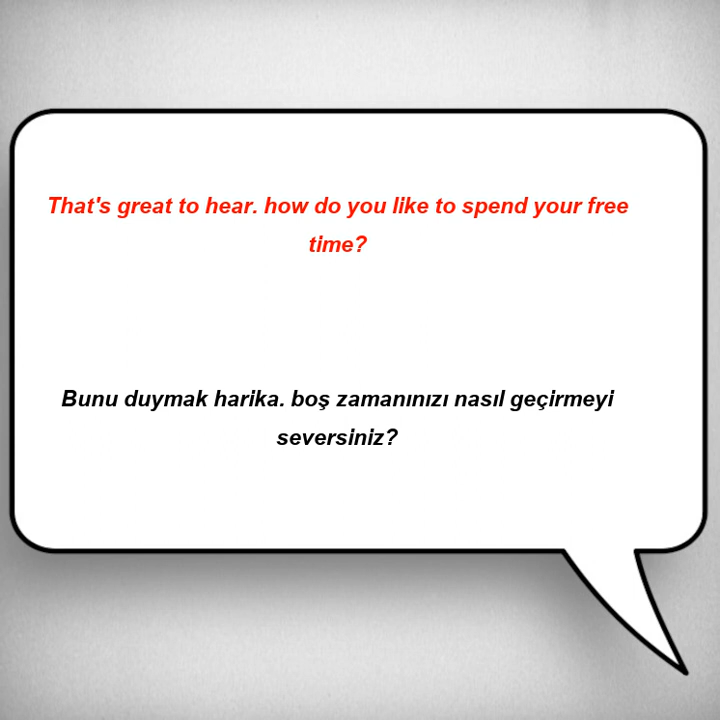 That's great to hear. how do you like to spend your free
time?
Bunu duymak harika. boş zamanınızı nasıl geçirmeyi
seversiniz?